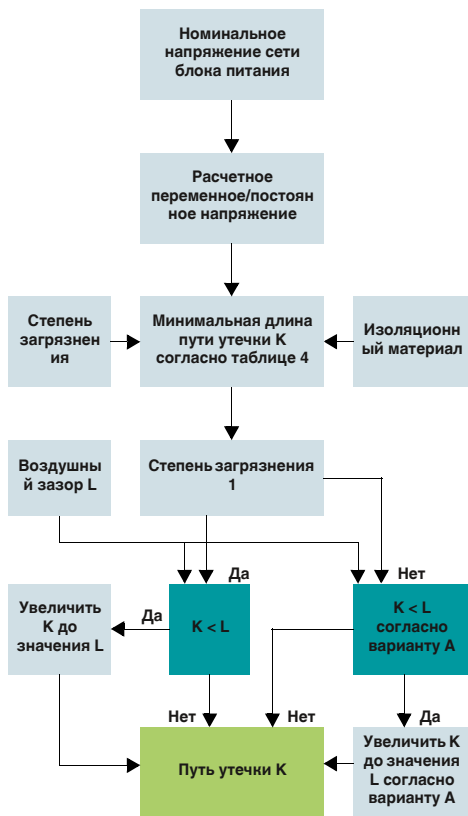 Номинальное
напряжение сети
блока питания
Расчетное
переменное/постоян
ное напряжение
Степень
загрязнен
ия
Минимальная длина
пути утечки K
согласно таблице 4
Изоляционн
ый материал
Воздушны
й зазор L
Степень загрязнения
1
Да
Нет
Увеличить
K до
значения L
Да
K < L
K < L
согласно
варианту A
Нет
Нет
Да
Путь утечки K
Увеличить K
до значения
L согласно
варианту A